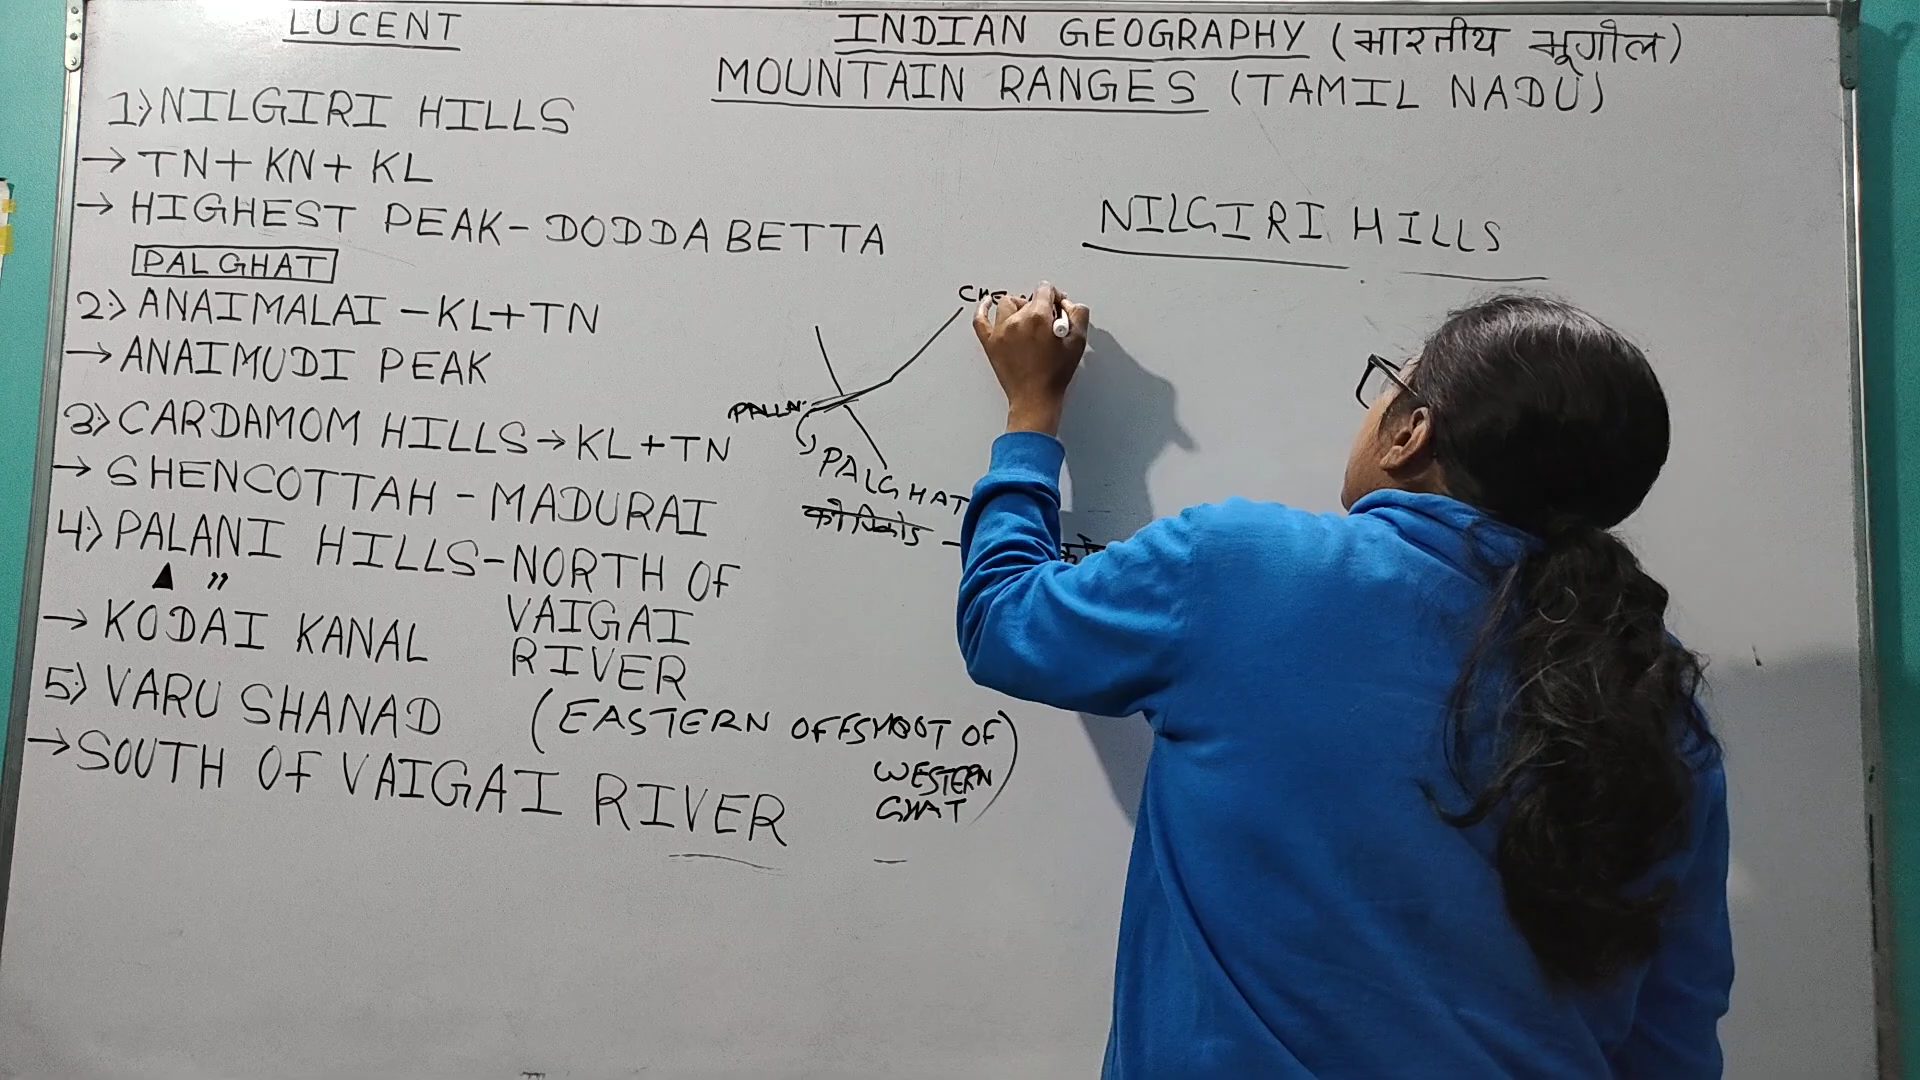 LUCENT
INDIAN GEOGRAPHY (भारतीय भूगोल)
MOUNTAIN RANGES (TAMIL NADU)
1) NILGIRI HILLS
→ TN + KN + KL
→ HIGHEST PEAK - DODDA BETTA
PALGHAT
2) ANAIMALAI - KL + TN
→ ANAIMUDI PEAK
3) CARDAMOM HILLS → KL + TN
→ SHENCOTTAH - MADURAI
4) PALANI HILLS - NORTH OF
VAIGAI
RIVER
▲ "
→ KODAI KANAL
5) VARU SHANAD
→ SOUTH OF VAIGAI RIVER
(EASTERN OFFSHOOT OF
WESTERN
GHAT)
NILGIRI HILLS
PALGHAT